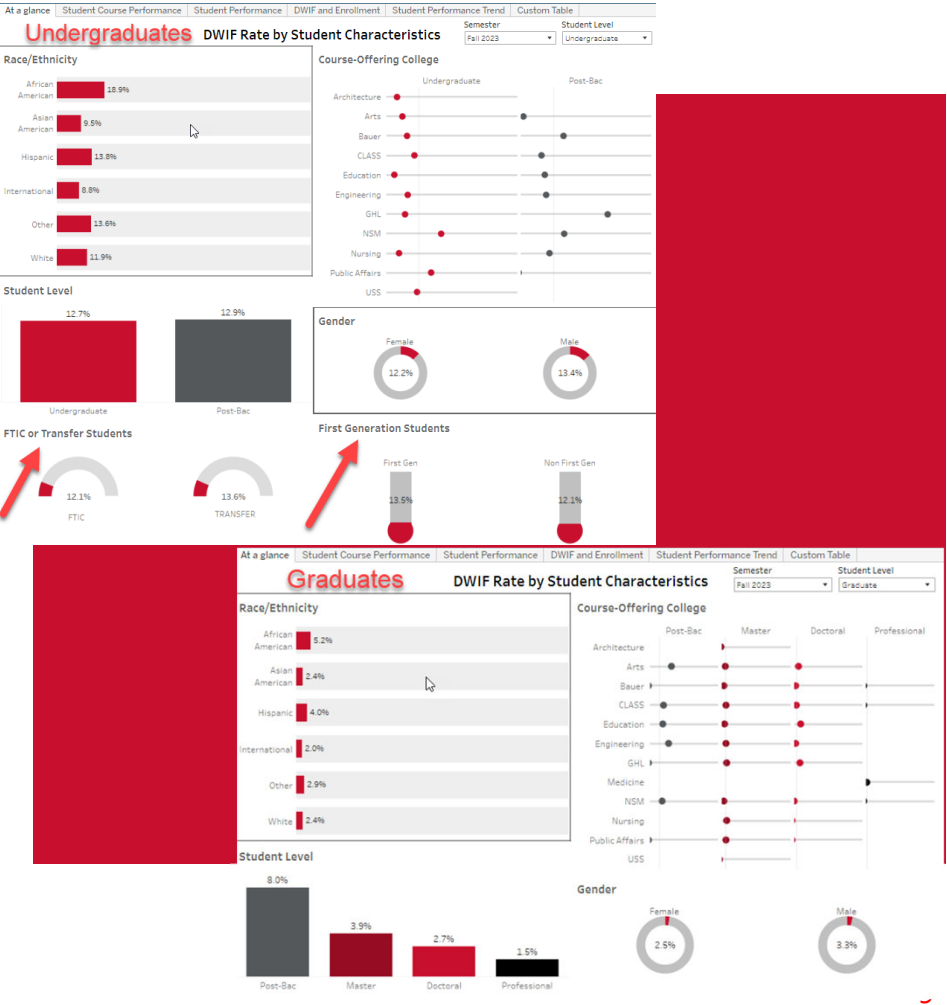 At a glance Student Course Performance Student Performance DWIF and Enrollment Student Performance Trend Custom Table
Undergraduates DWIF Rate by Student Characteristics
Semester
Fall 2023
Student Level
Undergraduate
Race/Ethnicity
African
American
18.9%
Asian
American
9.5%
Hispanic 13.8%
International 8.8%
Other 13.6%
White 11.9%
Course-Offering College
Undergraduate Post-Bac
Architecture
Arts
Bauer
CLASS
Education
Engineering
GHL
NSM
Nursing
Public Affairs
USS
Student Level
12.7% 12.9%
Undergraduate Post-Bac
Gender
Female Male
12.2% 13.4%
FTIC or Transfer Students
12.1% 13.6%
FTIC TRANSFER
First Generation Students
First Gen Non First Gen
13.5% 12.1%
At a glance Student Course Performance Student Performance DWIF and Enrollment Student Performance Trend Custom Table
Graduates DWIF Rate by Student Characteristics
Semester
Fall 2023
Student Level
Graduate
Race/Ethnicity
African
American
5.2%
Asian
American
2.4%
Hispanic 4.0%
International 2.0%
Other 2.9%
White 2.4%
Course-Offering College
Post-Bac Master Doctoral Professional
Architecture
Arts
Bauer
CLASS
Education
Engineering
GHL
Medicine
NSM
Nursing
Public Affairs
USS
Student Level
8.0% 3.9% 2.7% 1.5%
Post-Bac Master Doctoral Professional
Gender
Female Male
2.5% 3.3%